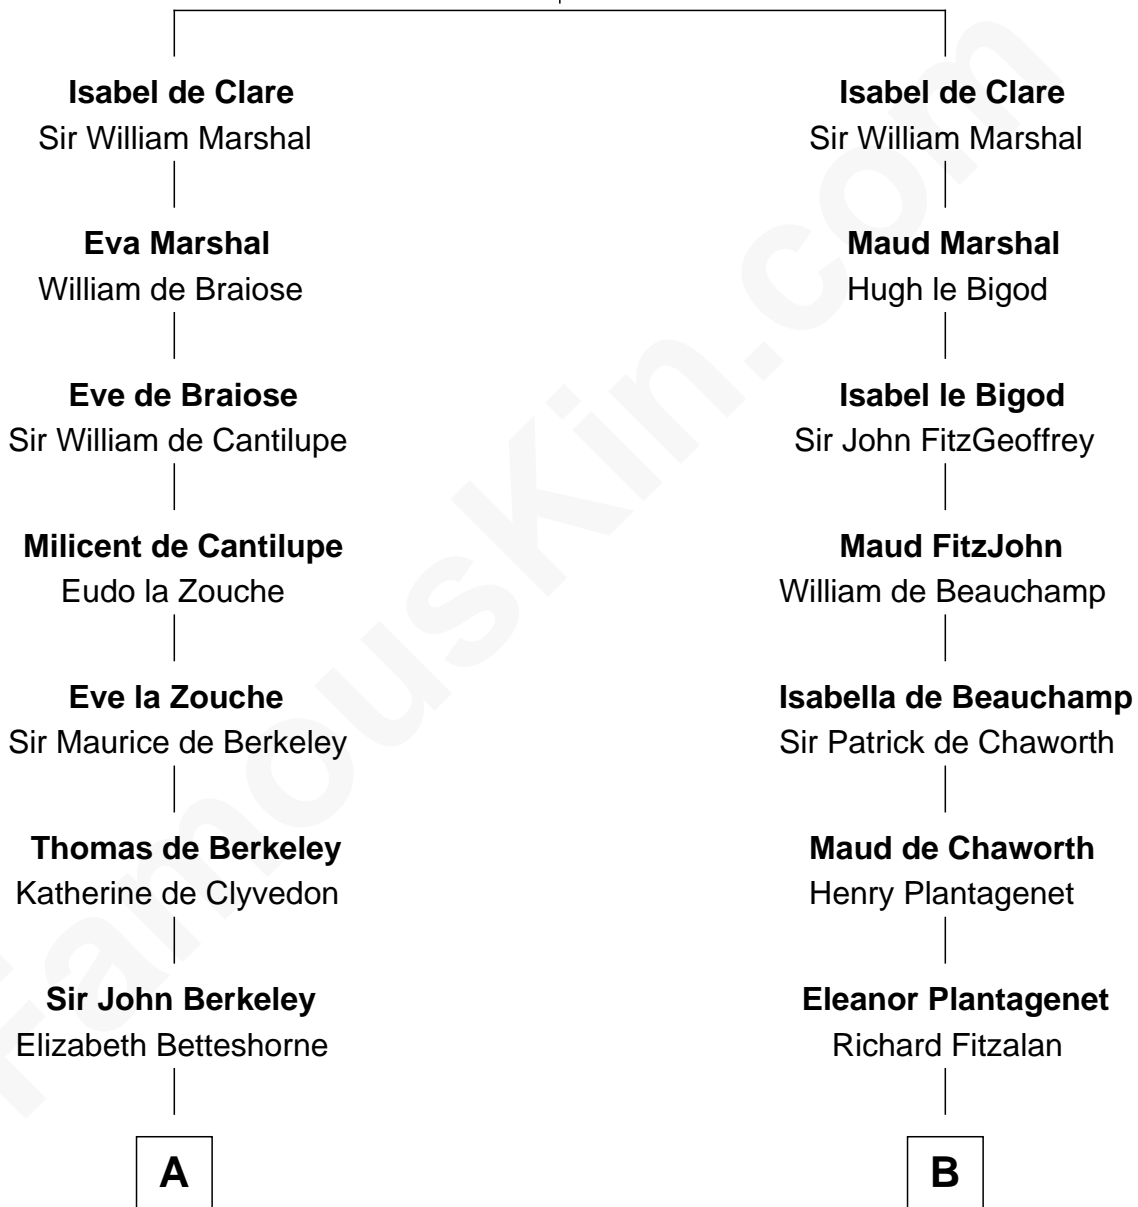 Isabel de Clare
Sir William Marshal
Eva Marshal
William de Braiose
Eve de Braiose
Sir William de Cantilupe
Milicent de Cantilupe
Eudo la Zouche
Eve la Zouche
Sir Maurice de Berkeley
Thomas de Berkeley
Katherine de Clyvedon
Sir John Berkeley
Elizabeth Betteshorne
A
Isabel de Clare
Sir William Marshal
Maud Marshal
Hugh le Bigod
Isabel le Bigod
Sir John FitzGeoffrey
Maud FitzJohn
William de Beauchamp
Isabella de Beauchamp
Sir Patrick de Chaworth
Maud de Chaworth
Henry Plantagenet
Eleanor Plantagenet
Richard Fitzalan
B
FamousKin.com